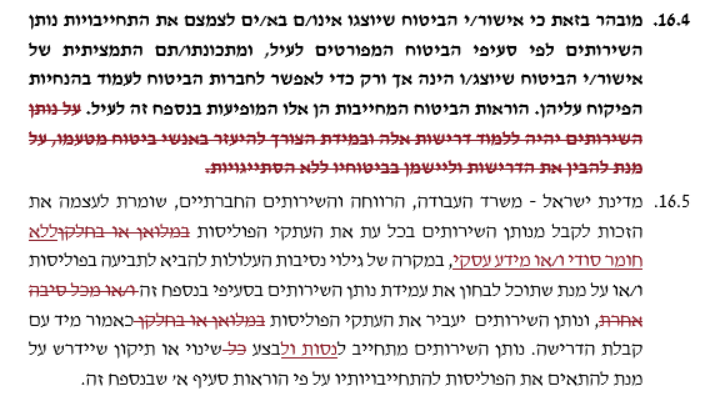 16.4. מובהר בזאת כי אישור/י הביטוח שיוצגו אינו/ם בא/ים לצמצם את התחייבויות נותן
השירותים לפי סעיפי הביטוח המפורטים לעיל, ומתכונתו/תם התמציתית של
אישור/י הביטוח שיוצג/ו הינה אך ורק כדי לאפשר לחברות הביטוח לעמוד בהנחיות
הפיקוח עליהן. הוראות הביטוח המחייבות הן אלו המופיעות בנספח זה לעיל. על נותן
השירותים יהיה ללמוד דרישות אלה ובמידת הצורך להיעזר באנשי ביטוח מטעמו, על
מנת להבין את הדרישות וליישמן בביטוחיו ללא הסתייגויות.
16.5. מדינת ישראל - משרד העבודה, הרווחה והשירותים החברתיים, שומרת לעצמה את
הזכות לקבל מנותן השירותים בכל עת את העתקי הפוליסות במלואן או בחלקןללא
חומר סודי ו/או מידע עסקי, במקרה של גילוי נסיבות העלולות להביא לתביעה בפוליסות
ו/או על מנת שתוכל לבחון את עמידת נותן השירותים בסעיפי בנספח זה ו/או מכל סיבה
אחרת, ונותן השירותים יעביר את העתקי הפוליסות במלואן או בחלקן כאמור מיד עם
קבלת הדרישה. נותן השירותים מתחייב לנסות ולבצע כל שינוי או תיקון שיידרש על
מנת להתאים את הפוליסות להתחייבויותיו על פי הוראות סעיף א' שבנספח זה.